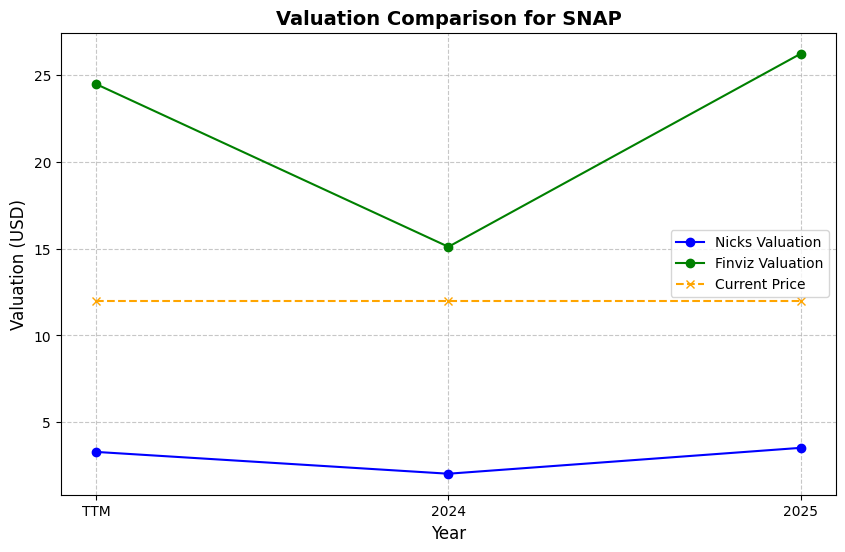 Valuation Comparison for SNAP
Valuation (USD)
25
20
15
10
5
Nicks Valuation
Finviz Valuation
Current Price
TTM
2024
2025
Year